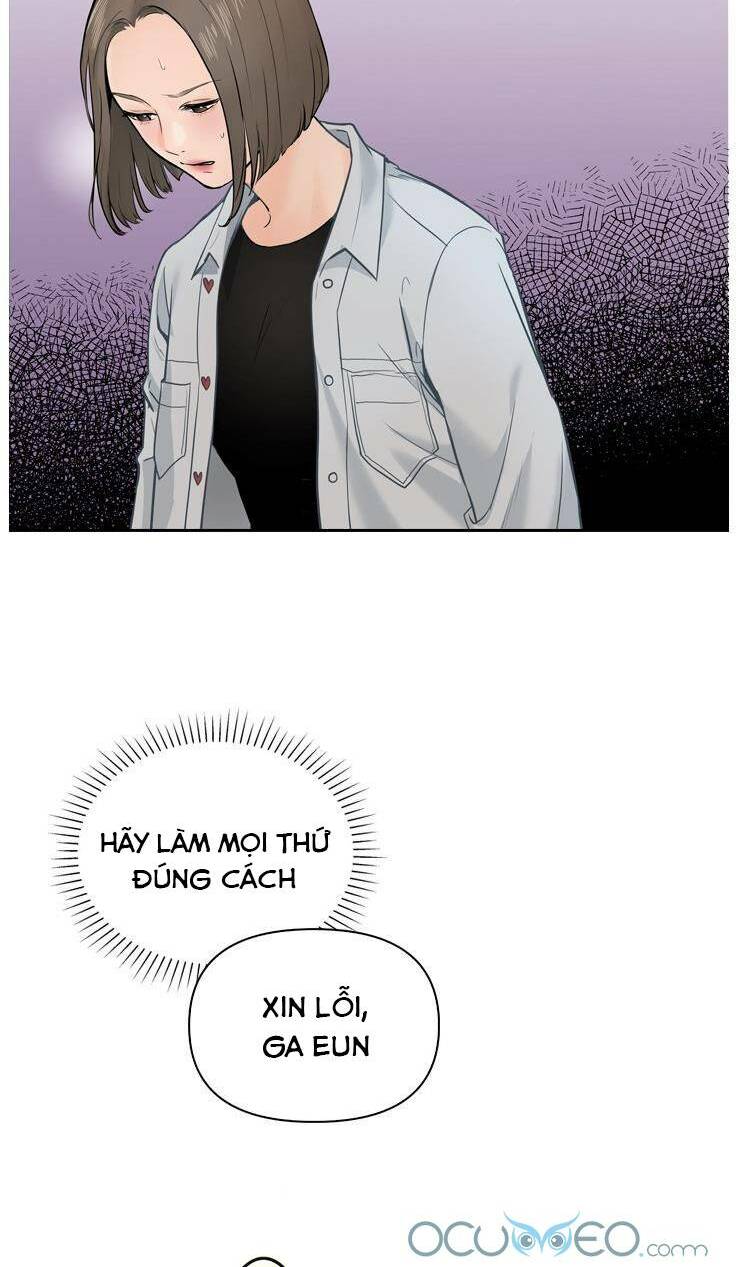 HÃY LÀM MỌI THỨ
ĐÚNG CÁCH
XIN LỖI,
GA EUN
OCUMEO.com